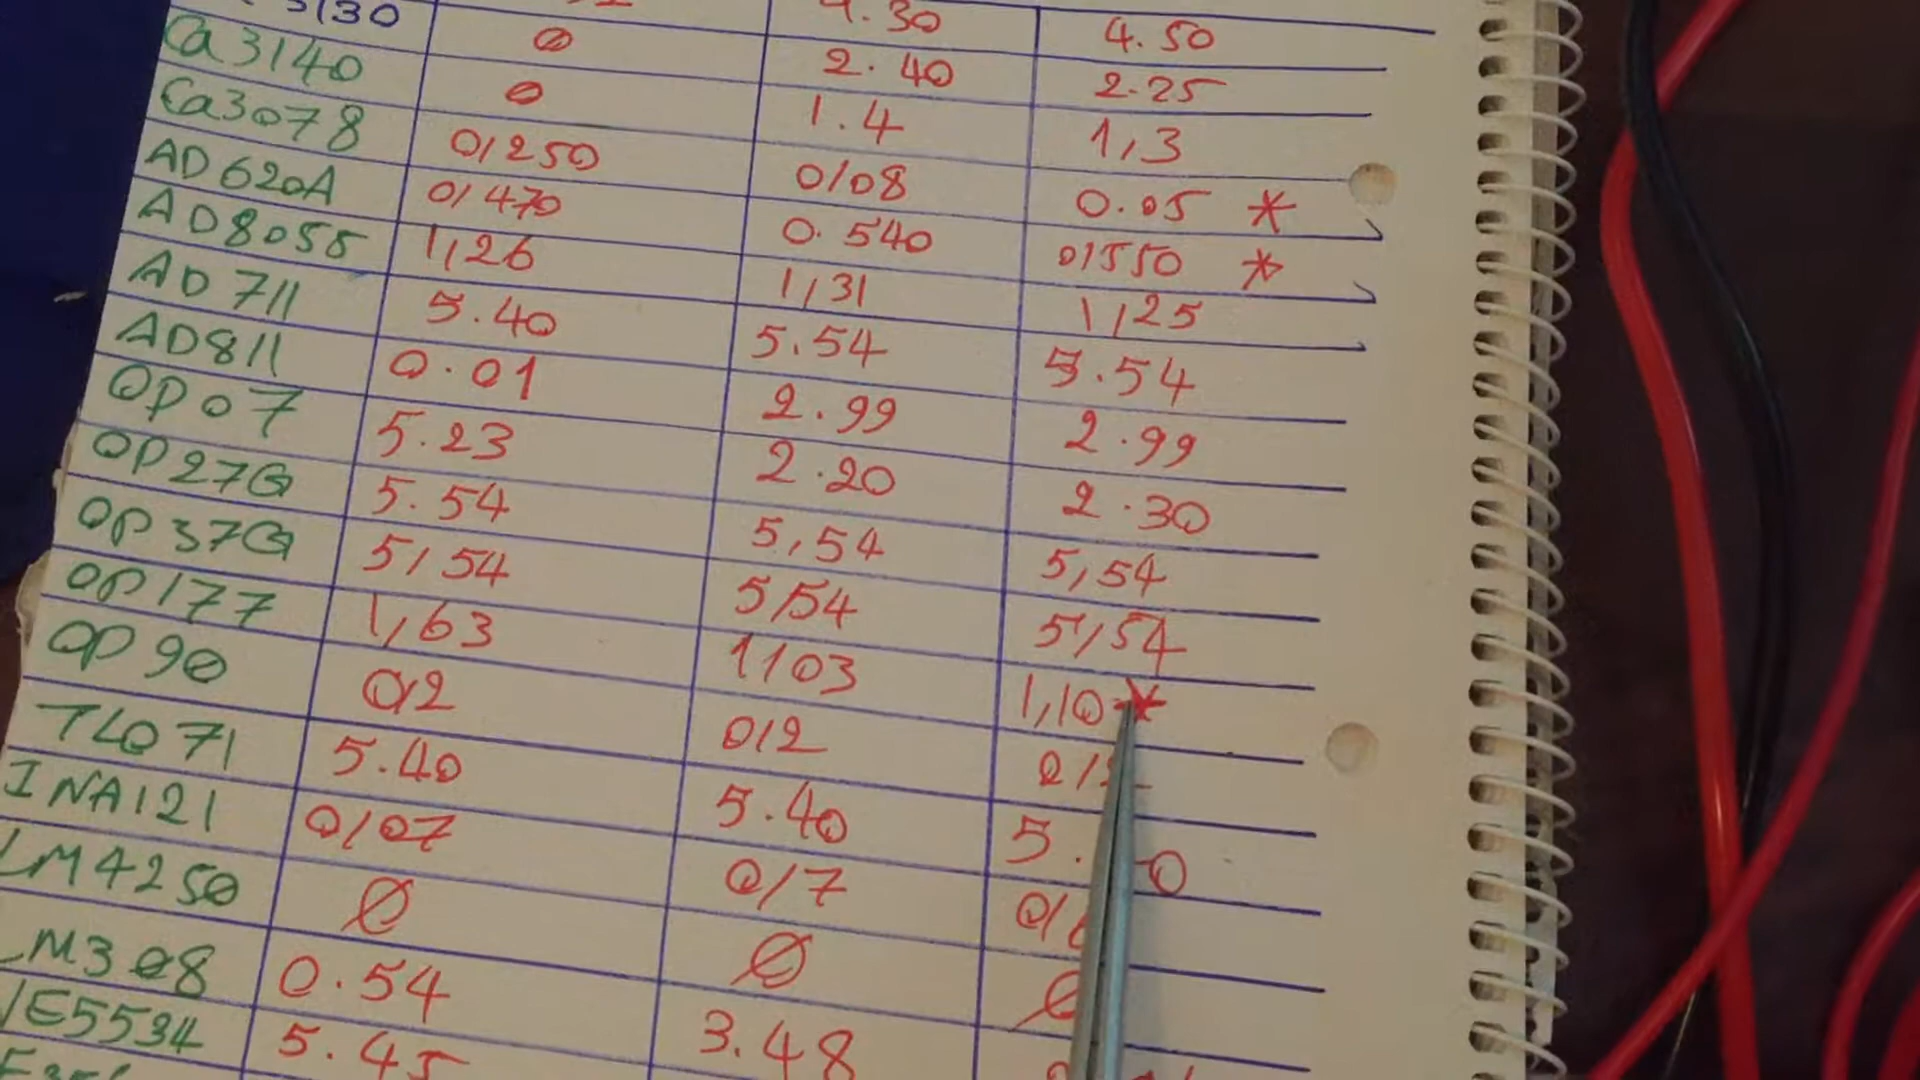 4.30 4.50
3130 Ø 2.40 2.25
Ca3140 Ø 1.4 1,3
Ca3078 0,250 0/08 0.05 *
AD620A 0,470 0.540 0,550 *
AD8055 1,26 1,31 1,25
AD711 5.40 5.54 5.54
AD811 0.01 2.99 2.99
OP07 5.23 2.20 2.30
OP27G 5.54 5,54 5,54
OP37G 5,54 5,54 5,54
OP177 1,63 1,03 1,10 *
OP90 0,2 0,2
TL071 5.40 5.40
INA121 0/07 0/7
LM4250 Ø Ø Ø
LM308 0.54 3.48
NE5534 5.45